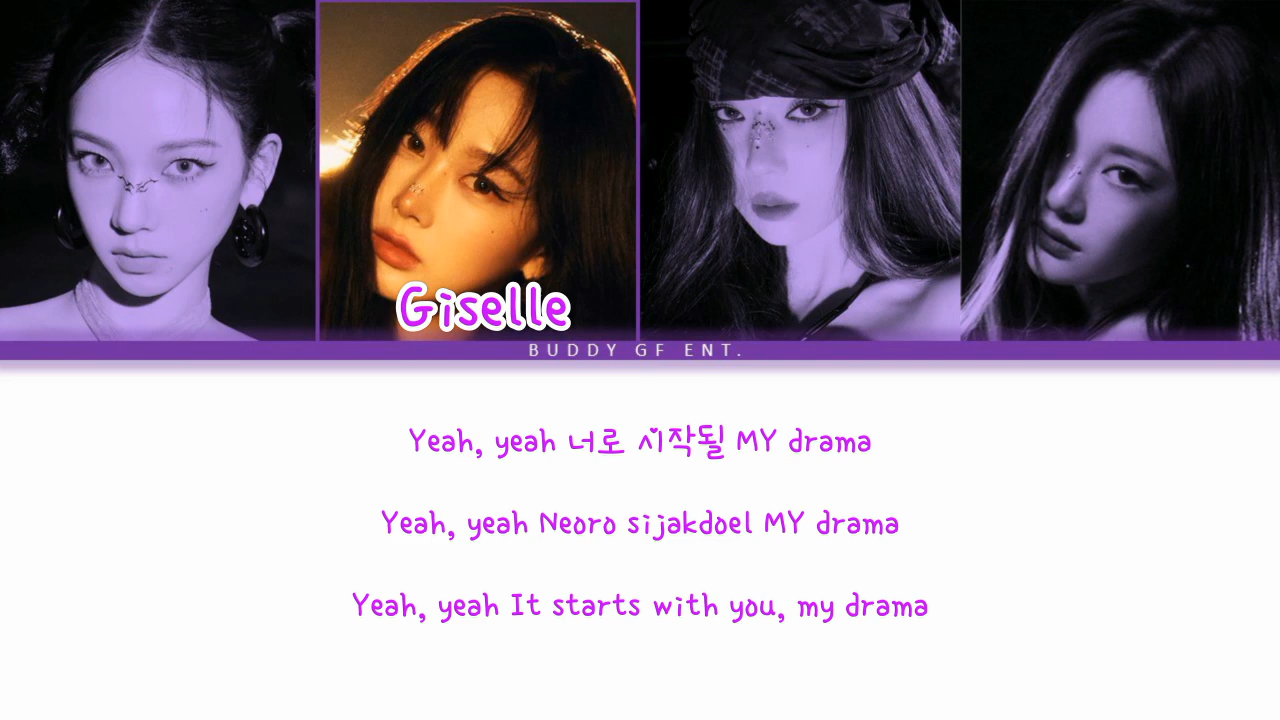 Giselle
BUDDY GF ENT.
Yeah, yeah 너로 시작될 MY drama
Yeah, yeah Neoro sijakdoel MY drama
Yeah, yeah It starts with you, my drama